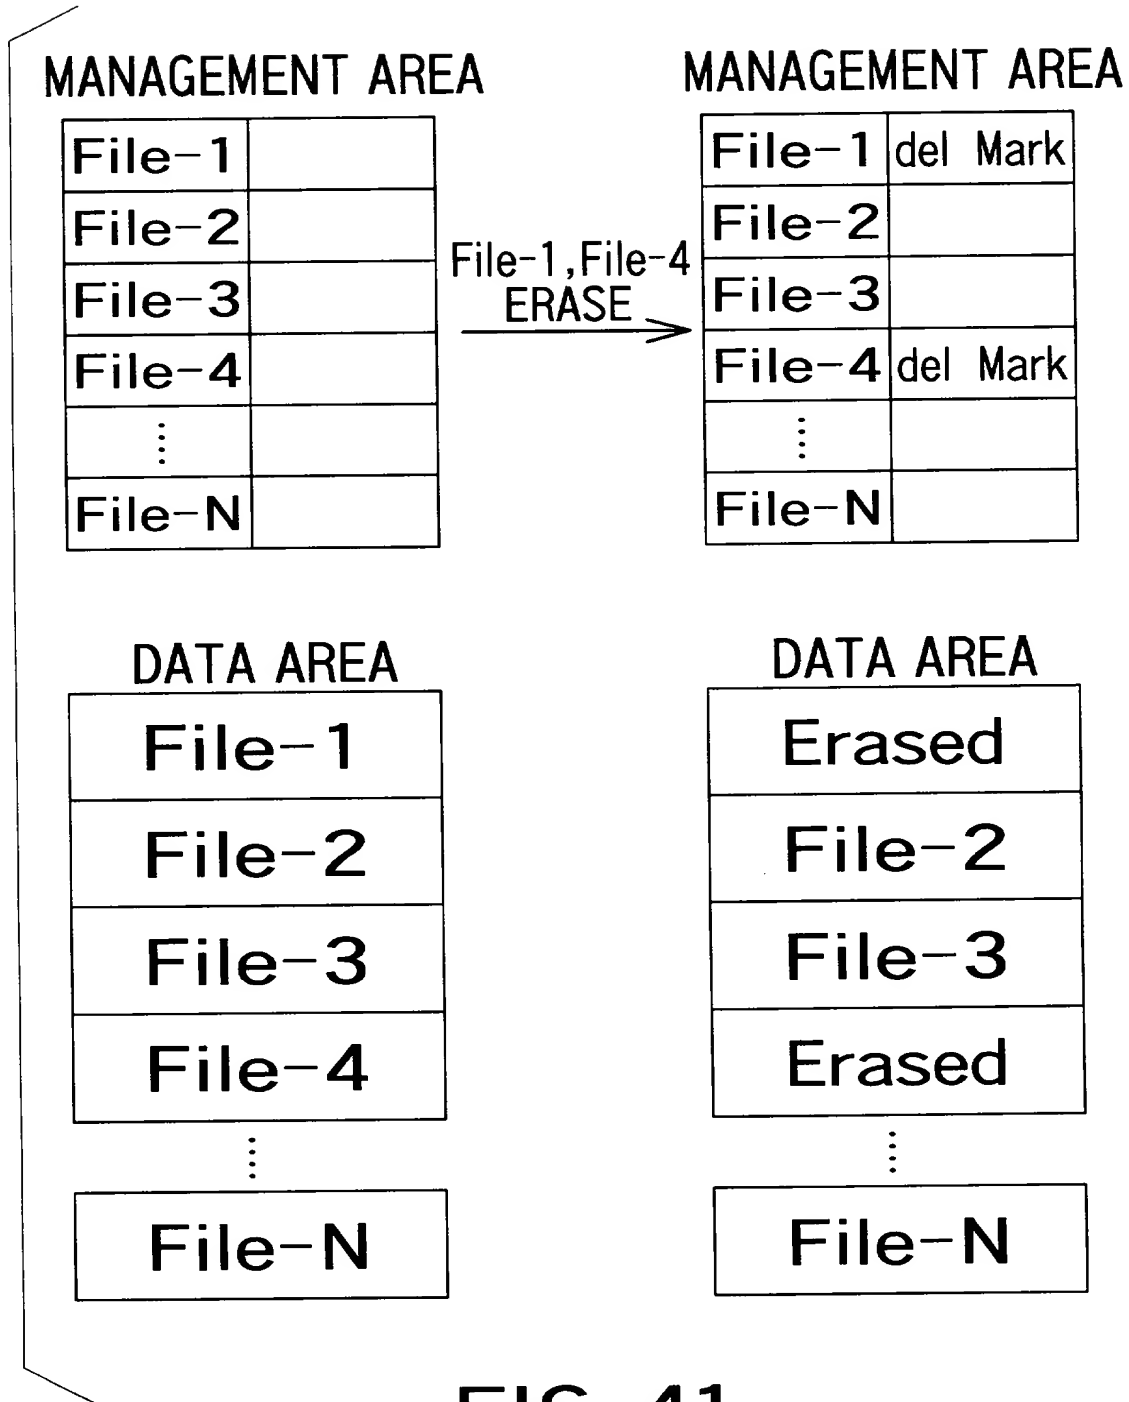 MANAGEMENT AREA
File-1
File-2
File-3
File-4
File-N
File-1,File-4
ERASE
MANAGEMENT AREA
File-1 del Mark
File-2
File-3
File-4 del Mark
File-N
DATA AREA
File-1
File-2
File-3
File-4
File-N
DATA AREA
Erased
File-2
File-3
Erased
File-N
FIG. 41